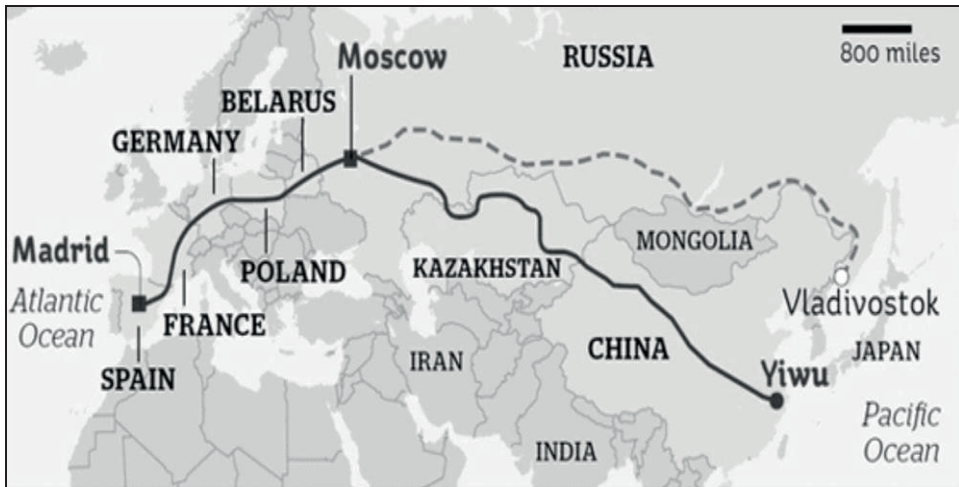 Moscow
RUSSIA
800 miles
BELARUS
GERMANY
Madrid
MONGOLIA
POLAND
KAZAKHSTAN
Atlantic
Ocean
FRANCE
Vladivostok
SPAIN
IRAN
CHINA
JAPAN
Yiwu
Pacific
Ocean
INDIA